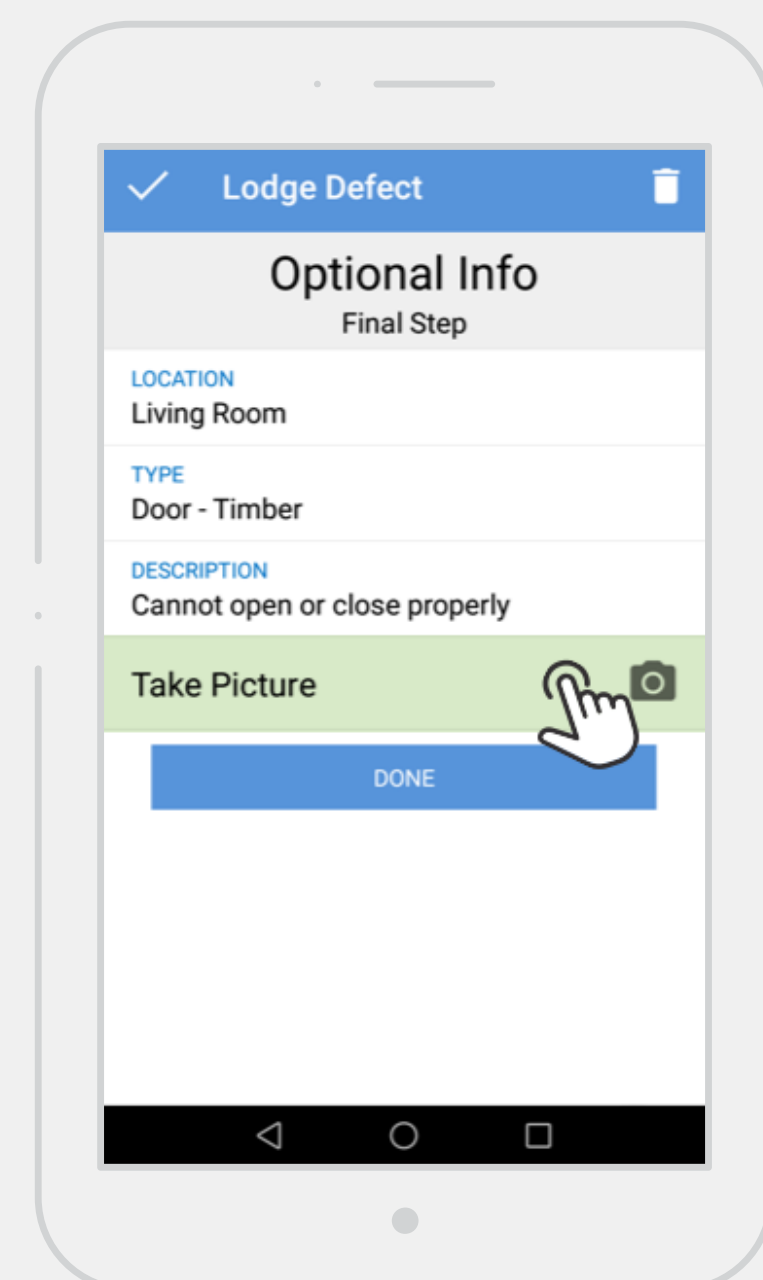 Lodge Defect
Optional Info
Final Step
LOCATION
Living Room
TYPE
Door - Timber
DESCRIPTION
Cannot open or close properly
Take Picture
DONE